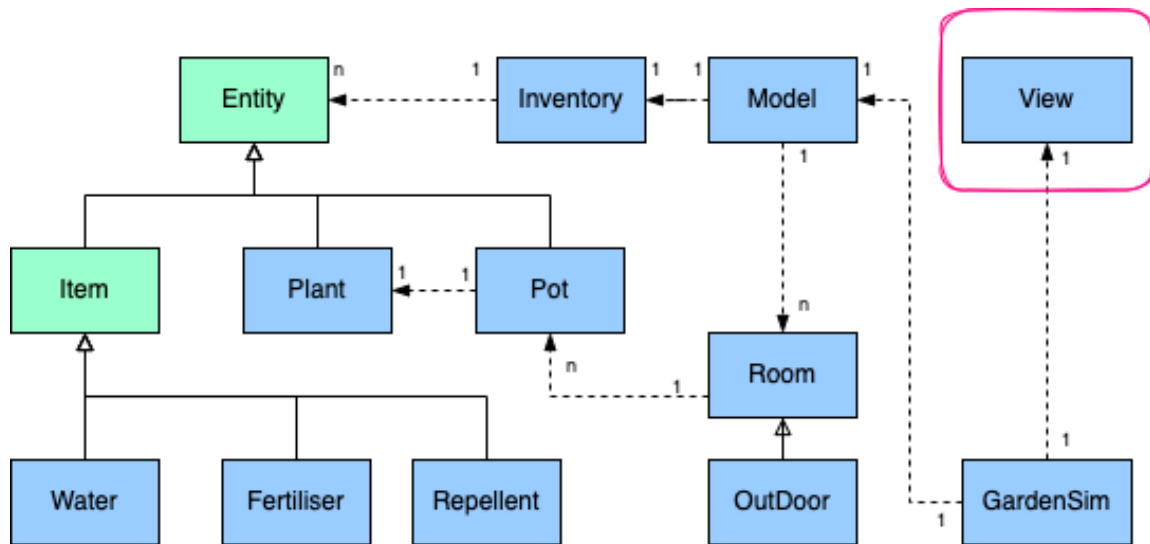 n 1 1 1 1
Entity Inventory Model View
1 1
Item Plant 1 1 Pot
n
n 1 Room
1
Water Fertiliser Repellent OutDoor GardenSim
1